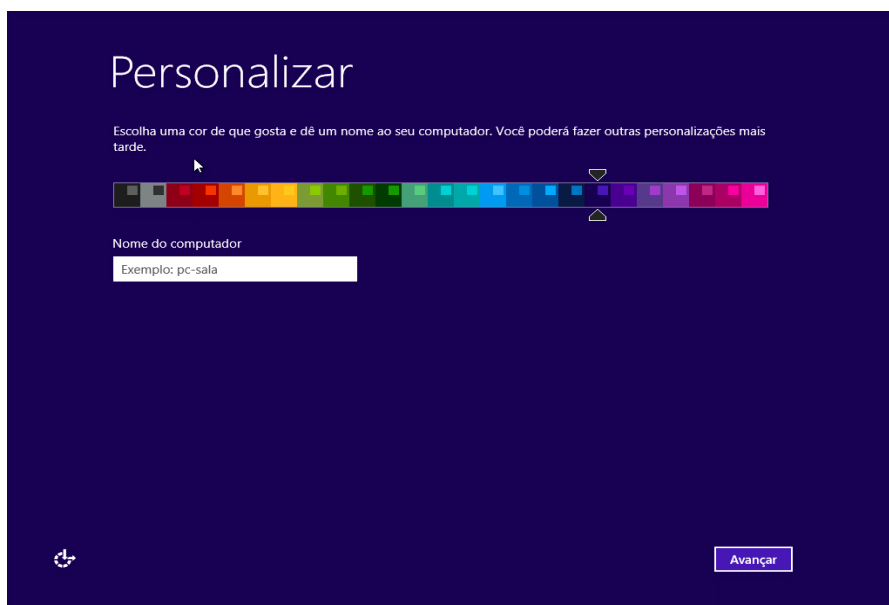 Personalizar
Escolha uma cor de que gosta e dê um nome ao seu computador. Você poderá fazer outras personalizações mais
tarde.
Nome do computador
Exemplo: pc-sala
Avançar